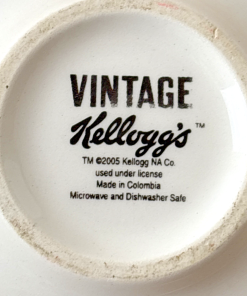 VINTAGE
Kellogg's™
TM ©2005 Kellogg NA Co.
used under license
Made in Colombia
Microwave and Dishwasher Safe